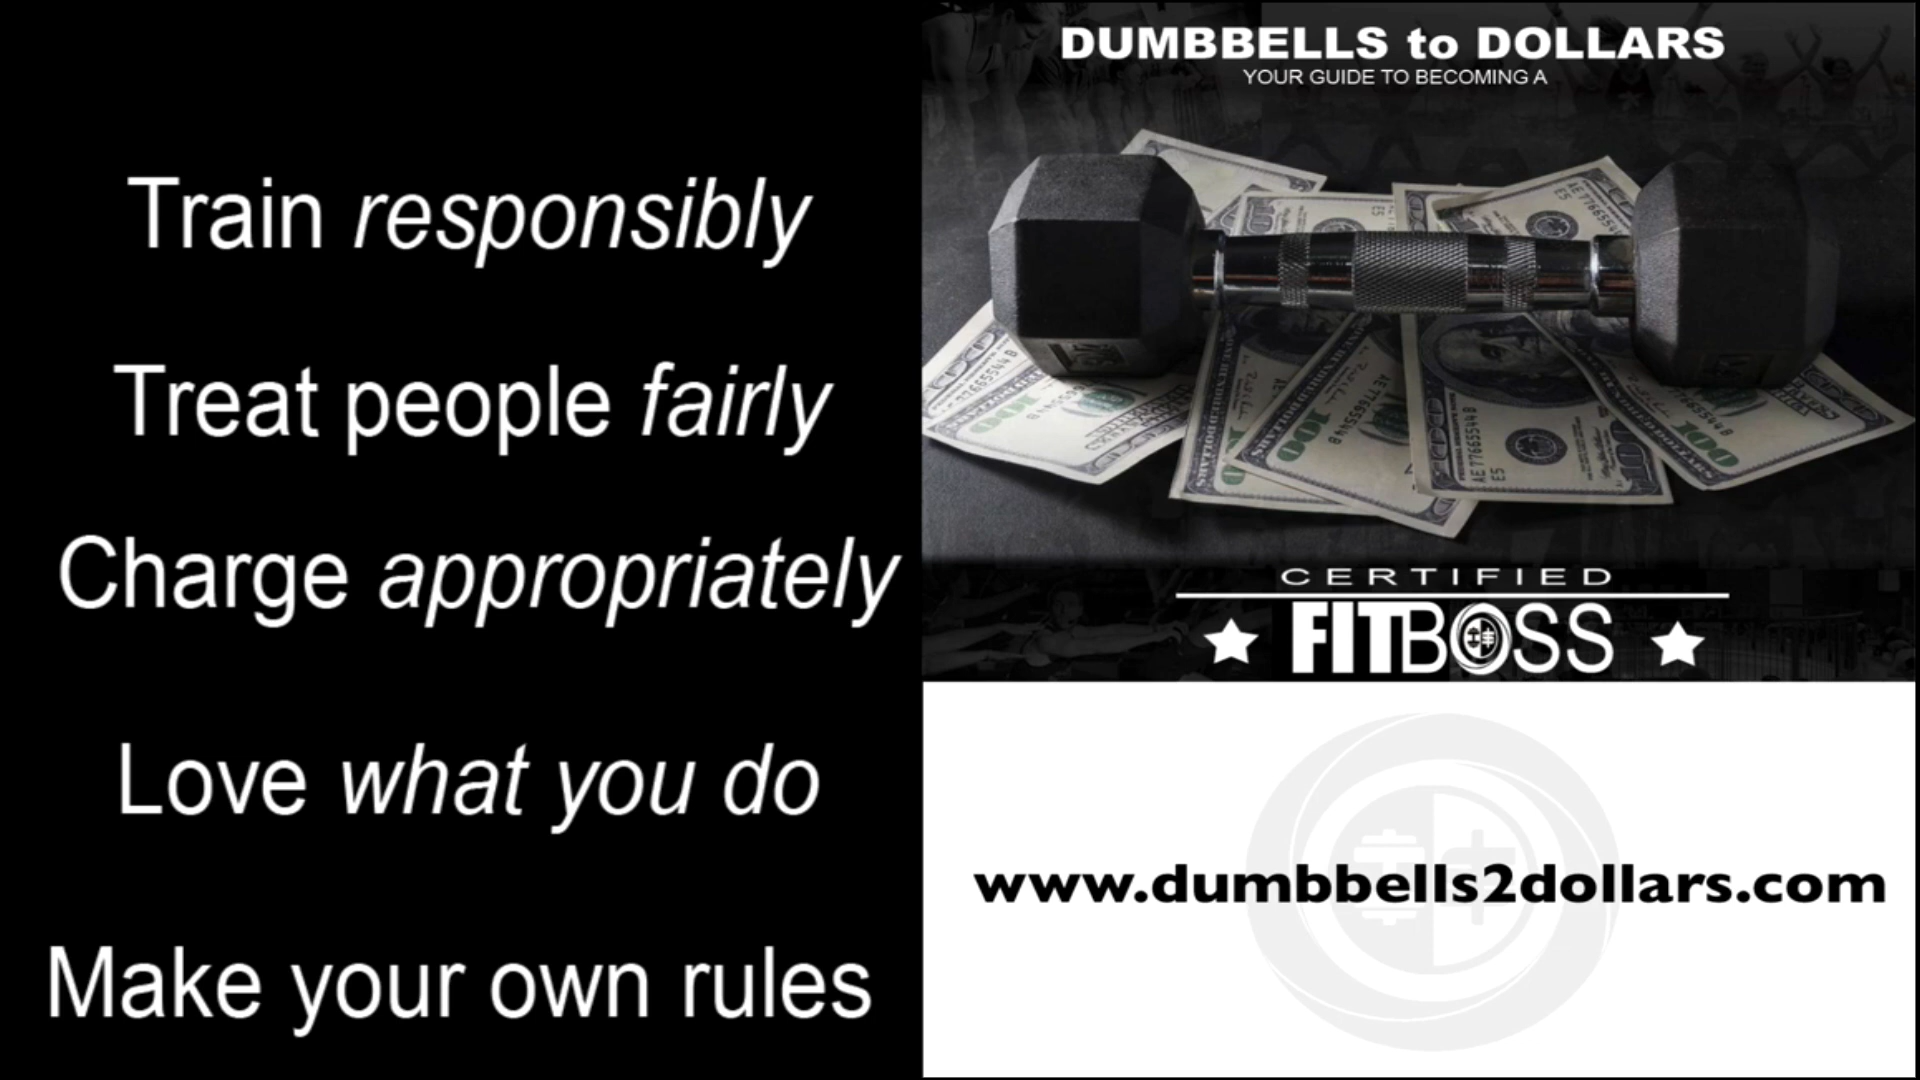 Train responsibly
Treat people fairly
Charge appropriately
Love what you do
Make your own rules
DUMBBELLS to DOLLARS
YOUR GUIDE TO BECOMING A
CERTIFIED
FITBOSS
www.dumbbells2dollars.com